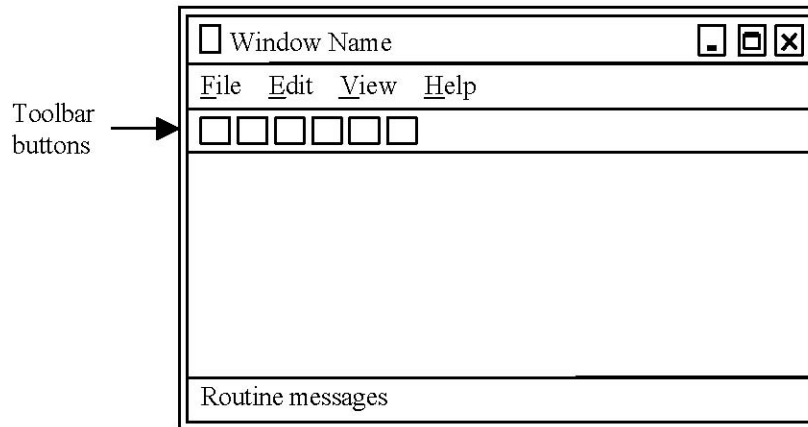 Window Name
File Edit View Help
Toolbar
buttons
Routine messages